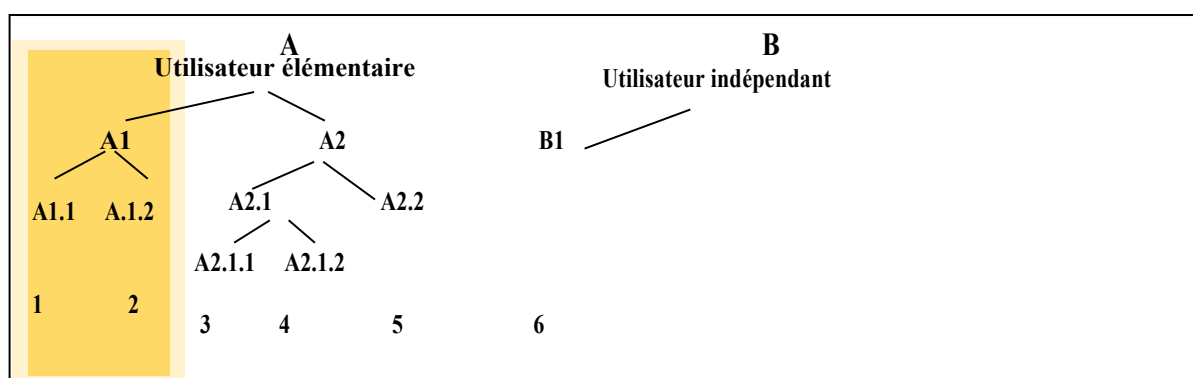 A B
Utilisateur élémentaire Utilisateur indépendant
A1 A2 B1
A1.1 A.1.2 A2.1 A2.2
A2.1.1 A2.1.2
1 2
3 4 5 6